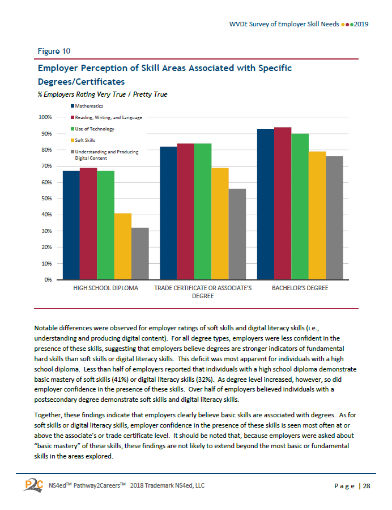 WVDE Survey of Employer Skill Needs ●●●2019
Figure 10
Employer Perception of Skill Areas Associated with Specific
Degrees/Certificates
% Employers Rating Very True / Pretty True
Mathematics
Reading, Writing, and Language
Use of Technology
Soft Skills
Understanding and Producing
Digital Content
100%
90%
80%
70%
60%
50%
40%
30%
20%
10%
0%
HIGH SCHOOL DIPLOMA TRADE CERTIFICATE OR ASSOCIATE'S BACHELOR'S DEGREE
DEGREE
Notable differences were observed for employer ratings of soft skills and digital literacy skills (i.e.,
understanding and producing digital content). For all degree types, employers were less confident in the
presence of these skills, suggesting that employers believe degrees are stronger indicators of fundamental
hard skills than soft skills or digital literacy skills. This deficit was most apparent for individuals with a high
school diploma. Less than half of employers reported that individuals with a high school diploma demonstrate
basic mastery of soft skills (41%) or digital literacy skills (32%). As degree level increased, however, so did
employer confidence in the presence of these skills. Over half of employers believed individuals with a
postsecondary degree demonstrate soft skills and digital literacy skills.
Together, these findings indicate that employers clearly believe basic skills are associated with degrees. As for
soft skills or digital literacy skills, employer confidence in the presence of these skills is seen most often at or
above the associate's or trade certificate level. It should be noted that, because employers were asked about
"basic mastery" of these skills, these findings are not likely to extend beyond the most basic or fundamental
skills in the areas explored.
P2C NS4ed™ Pathway2Careers™ 2018 Trademark NS4ed, LLC Page | 28